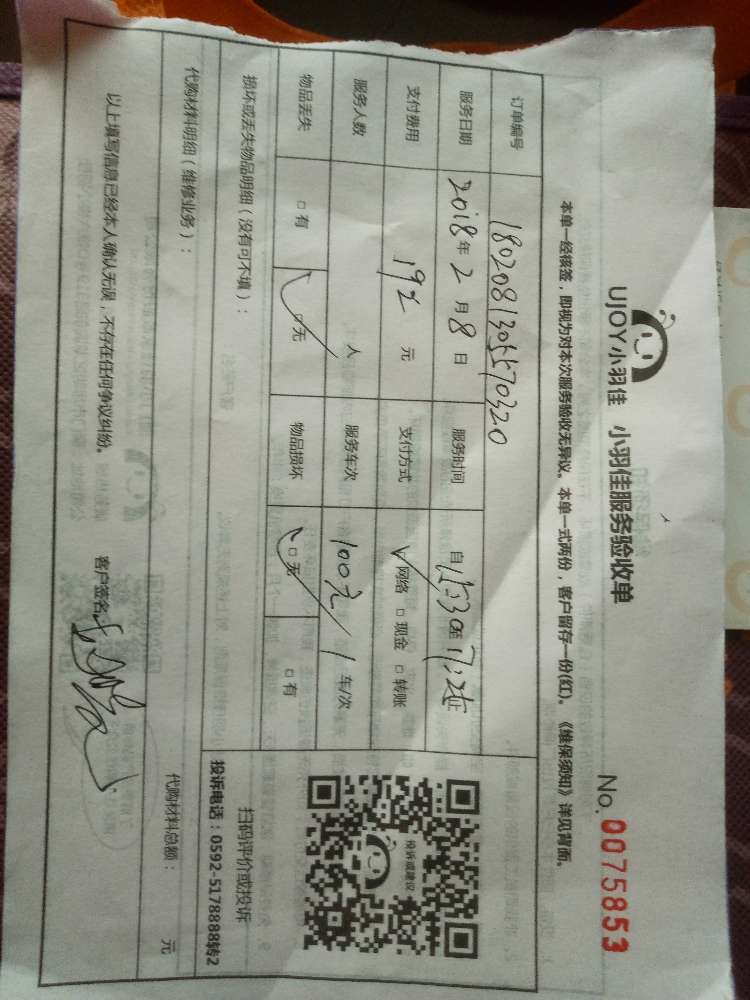 UJOY小羽佳 小羽佳服务验收单
No. 0075853
本单一经核签，即视为对本次服务验收无异议。本单一式两份，客户留存一份(红)。《维保须知》详见背面。
订单编号 1802081305570320
服务日期 2018年2月8日 服务时间 自15:30至
支付费用 192元 支付方式 网络 □现金 □转账
服务人数 人 服务车次 100元/1车/次
物品丢失 □有 □无 物品损坏 □无 □有
损坏或丢失物品明细（没有可不填）：
投诉或建议
扫码评价或投诉
投诉电话：0592-5178888转2
代购材料明细（维修业务）：
代购材料总额： 元
以上填写信息已经本人确认无误，不存在任何争议纠纷。 客户签名